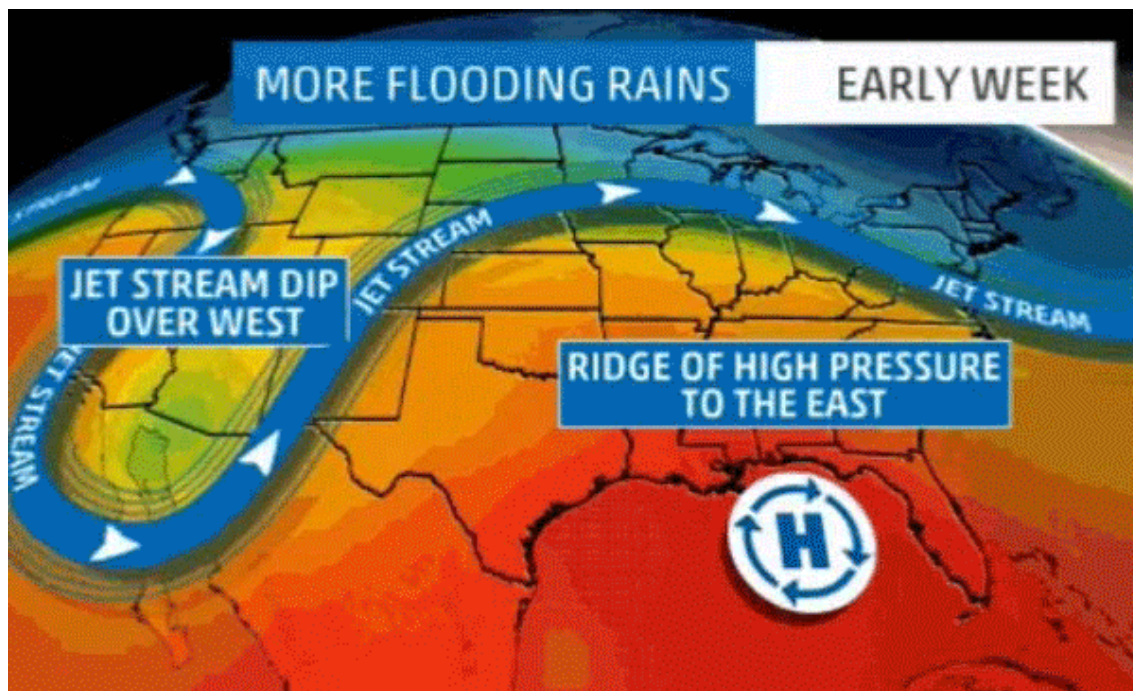 MORE FLOODING RAINS
EARLY WEEK
JET STREAM DIP
OVER WEST
JET STREAM
JET STREAM
JET STREAM
RIDGE OF HIGH PRESSURE
TO THE EAST
H